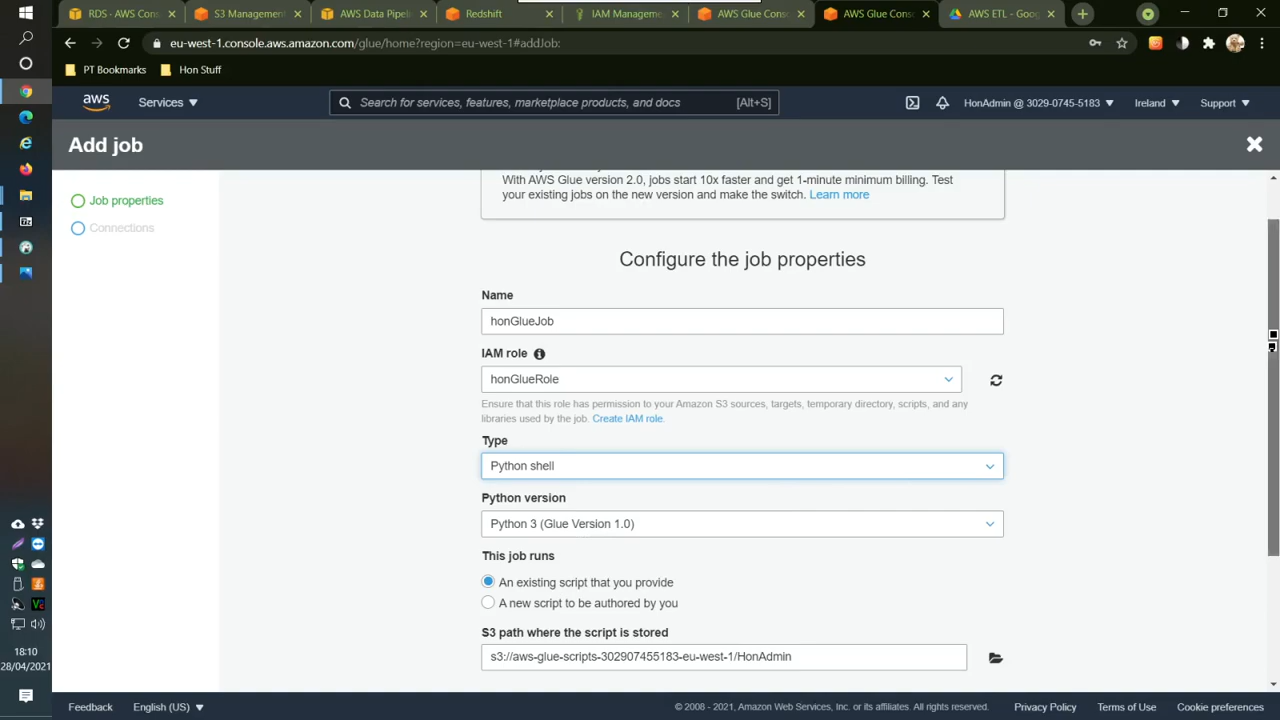 RDS - AWS Cons
S3 Management
AWS Data Pipelin
Redshift
IAM Manageme
AWS Glue Conso
AWS Glue Conso
AWS ETL - Goog
eu-west-1.console.aws.amazon.com/glue/home?region=eu-west-1#addJob:
PT Bookmarks
Hon Stuff
aws
Services
Search for services, features, marketplace products, and docs
[Alt+S]
HonAdmin @ 3029-0745-5183
Ireland
Support
Add job
Job properties
Connections
With AWS Glue version 2.0, jobs start 10x faster and get 1-minute minimum billing. Test
your existing jobs on the new version and make the switch. Learn more
Configure the job properties
Name
honGlueJob
IAM role
honGlueRole
Ensure that this role has permission to your Amazon S3 sources, targets, temporary directory, scripts, and any
libraries used by the job. Create IAM role.
Type
Python shell
Python version
Python 3 (Glue Version 1.0)
This job runs
An existing script that you provide
A new script to be authored by you
S3 path where the script is stored
s3://aws-glue-scripts-302907455183-eu-west-1/HonAdmin
18:10
28/04/2021
Feedback
English (US)
© 2008 - 2021, Amazon Web Services, Inc. or its affiliates. All rights reserved.
Privacy Policy
Terms of Use
Cookie preferences